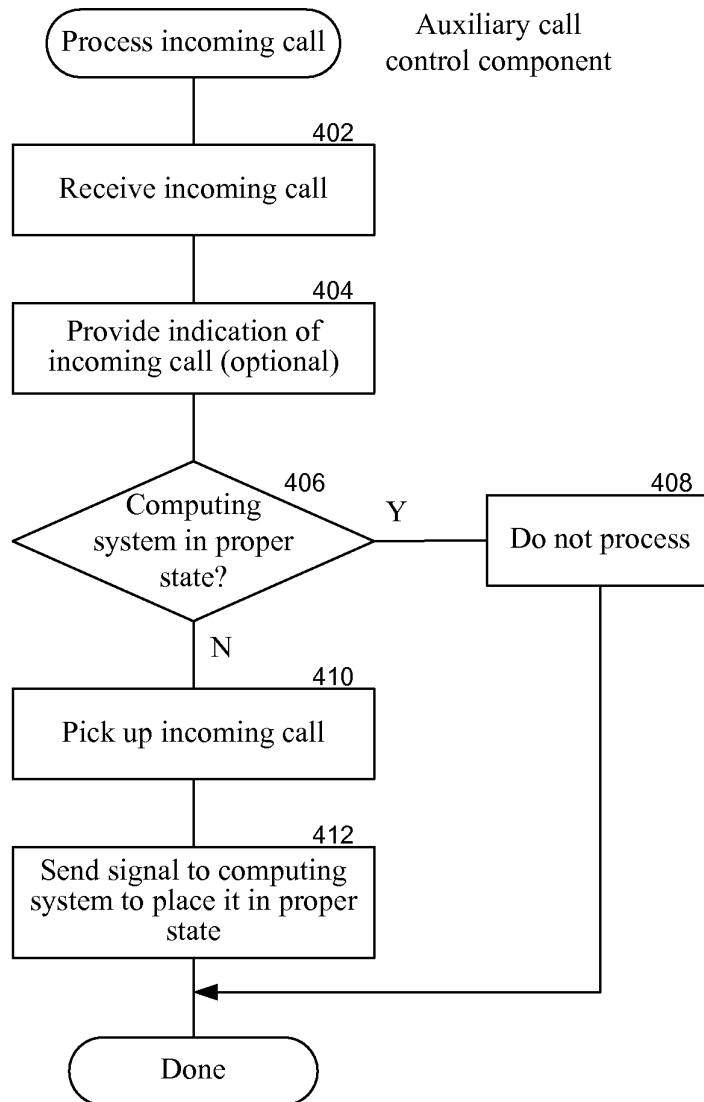 Process incoming call
Auxiliary call
control component
402
Receive incoming call
404
Provide indication of
incoming call (optional)
406
Computing
system in proper
state?
Y
408
Do not process
N
410
Pick up incoming call
412
Send signal to computing
system to place it in proper
state
Done